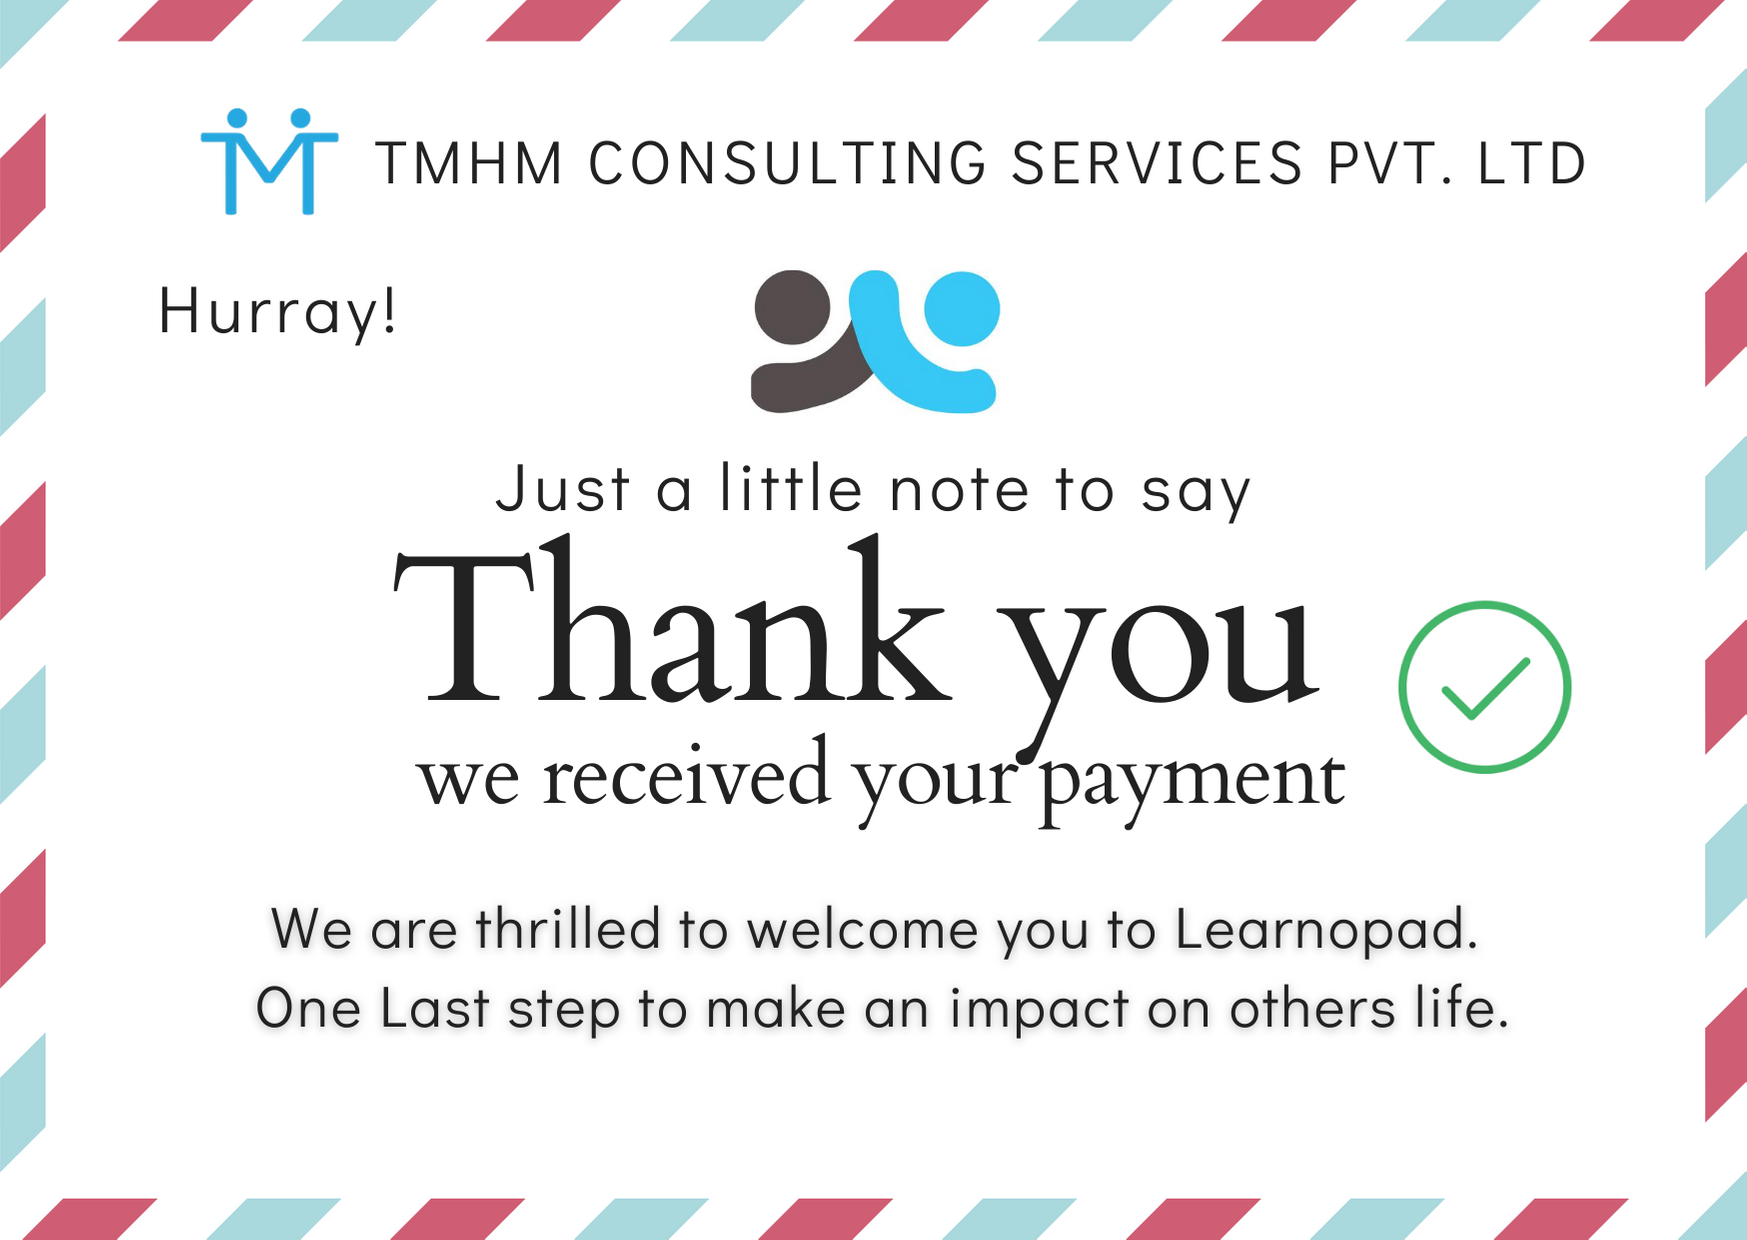 TMHM CONSULTING SERVICES PVT. LTD
Hurray!
Just a little note to say
Thank you
we received your payment
We are thrilled to welcome you to Learnopad.
One Last step to make an impact on others life.